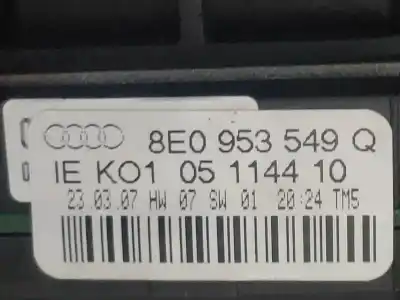 8E0 953 549 Q
IE KO1 05 1144 10
23.03.07 HW 07 SW 01 20:24 TM5